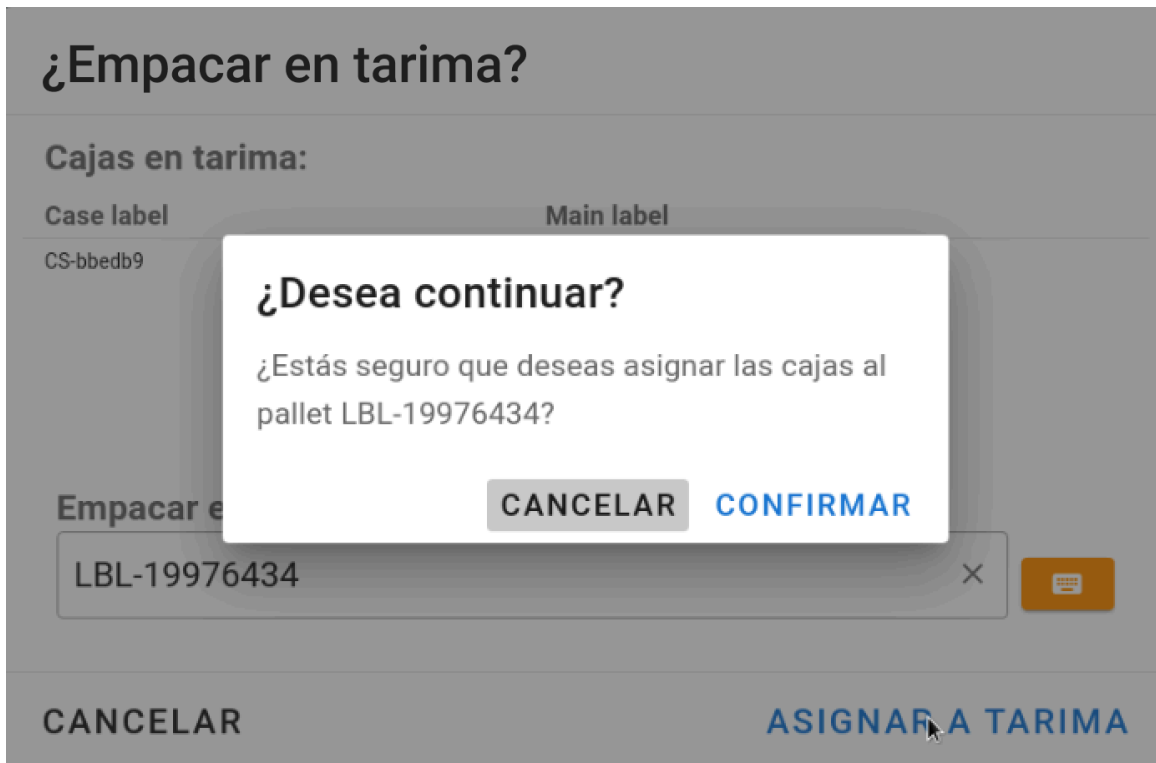 ¿Empacar en tarima?
Cajas en tarima:
Case label Main label
CS-bbedb9
¿Desea continuar?
¿Estás seguro que deseas asignar las cajas al
pallet LBL-19976434?
CANCELAR CONFIRMAR
Empacar e
LBL-19976434
CANCELAR ASIGNAR A TARIMA